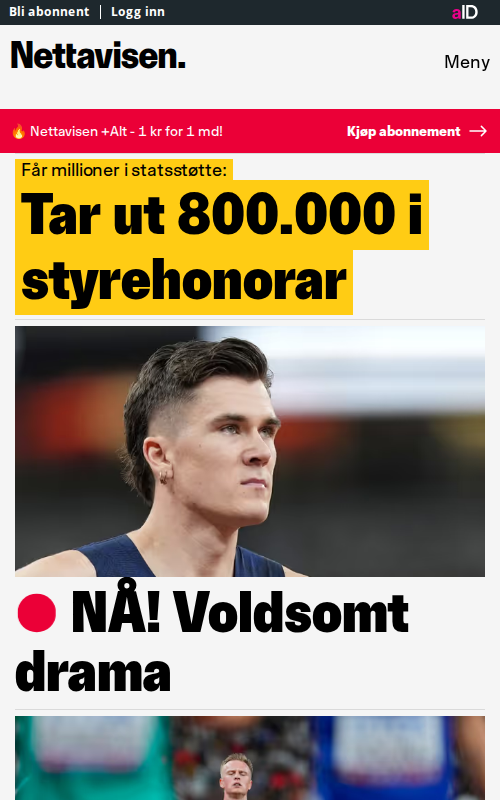 Bli abonnent
Logg inn
aID
Nettavisen.
Meny
🔥 Nettavisen +Alt - 1 kr for 1 md!
Kjøp abonnement →
Får millioner i statsstøtte:
Tar ut 800.000 i
styrehonorar
NÅ! Voldsomt
drama